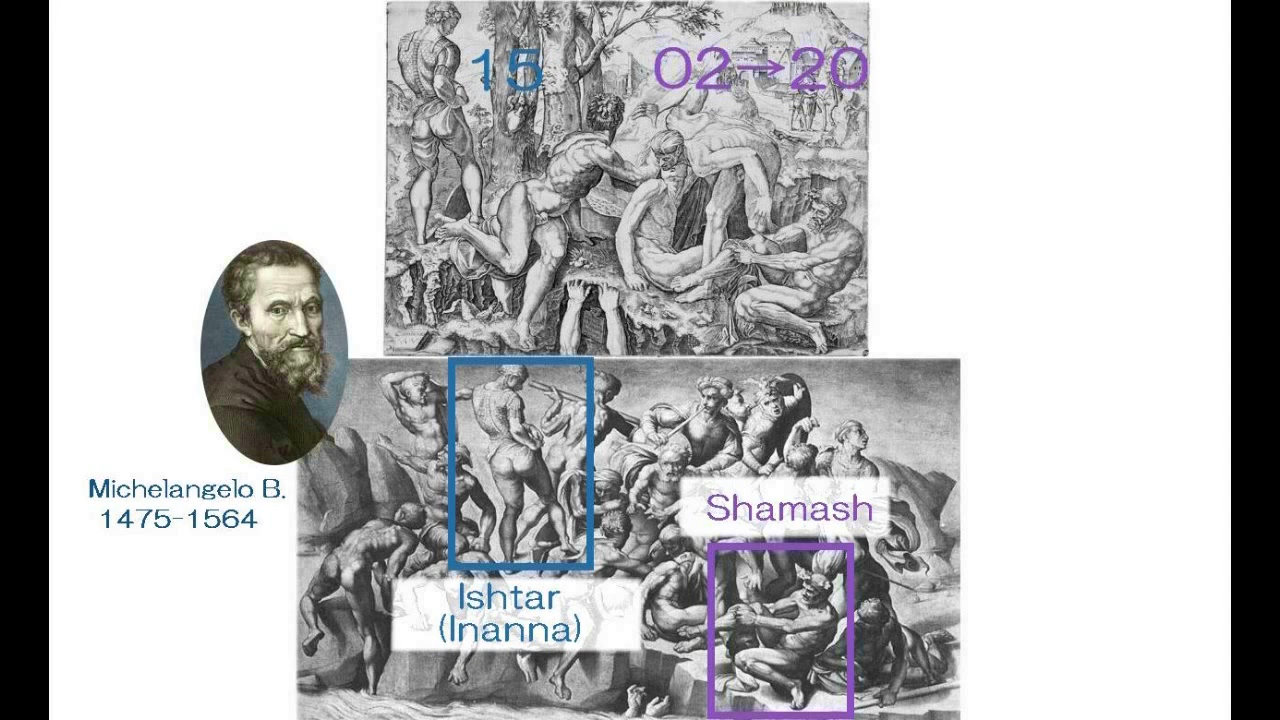 15
02→20
Michelangelo B.
1475-1564
Shamash
Ishtar
(Inanna)